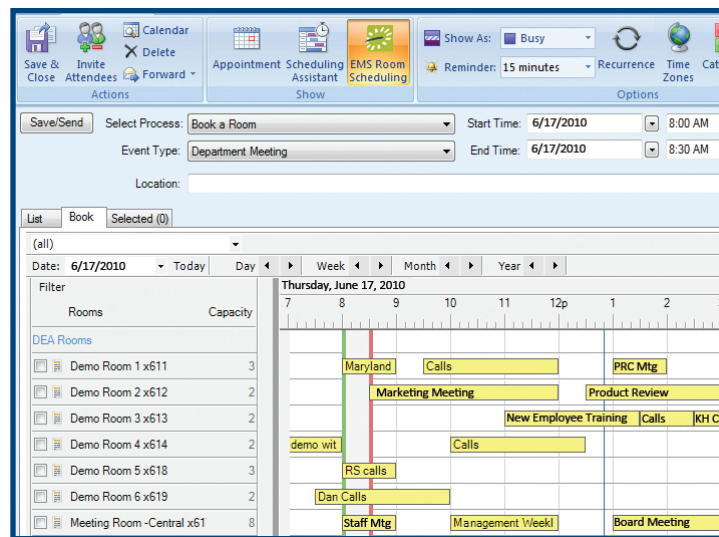 Save & Close
Invite Attendees
Calendar
Delete
Forward
Actions
Appointment
Scheduling Assistant
EMS Room Scheduling
Show
Show As: Busy
Reminder: 15 minutes
Recurrence
Time Zones
Cat
Options
Save/Send
Select Process: Book a Room
Start Time: 6/17/2010 8:00 AM
Event Type: Department Meeting
End Time: 6/17/2010 8:30 AM
Location:
List Book Selected (0)
(all)
Date: 6/17/2010 Today Day Week Month Year
Filter
Thursday, June 17, 2010
Rooms Capacity
7 8 9 10 11 12p 1 2
DEA Rooms
Demo Room 1 x611 3 Maryland Calls PRC Mtg
Demo Room 2 x612 2 Marketing Meeting Product Review
Demo Room 3 x613 2 New Employee Training Calls KH C
Demo Room 4 x614 2 demo wit Calls
Demo Room 5 x618 3 RS calls
Demo Room 6 x619 2 Dan Calls
Meeting Room -Central x61 8 Staff Mtg Management Weekl Board Meeting